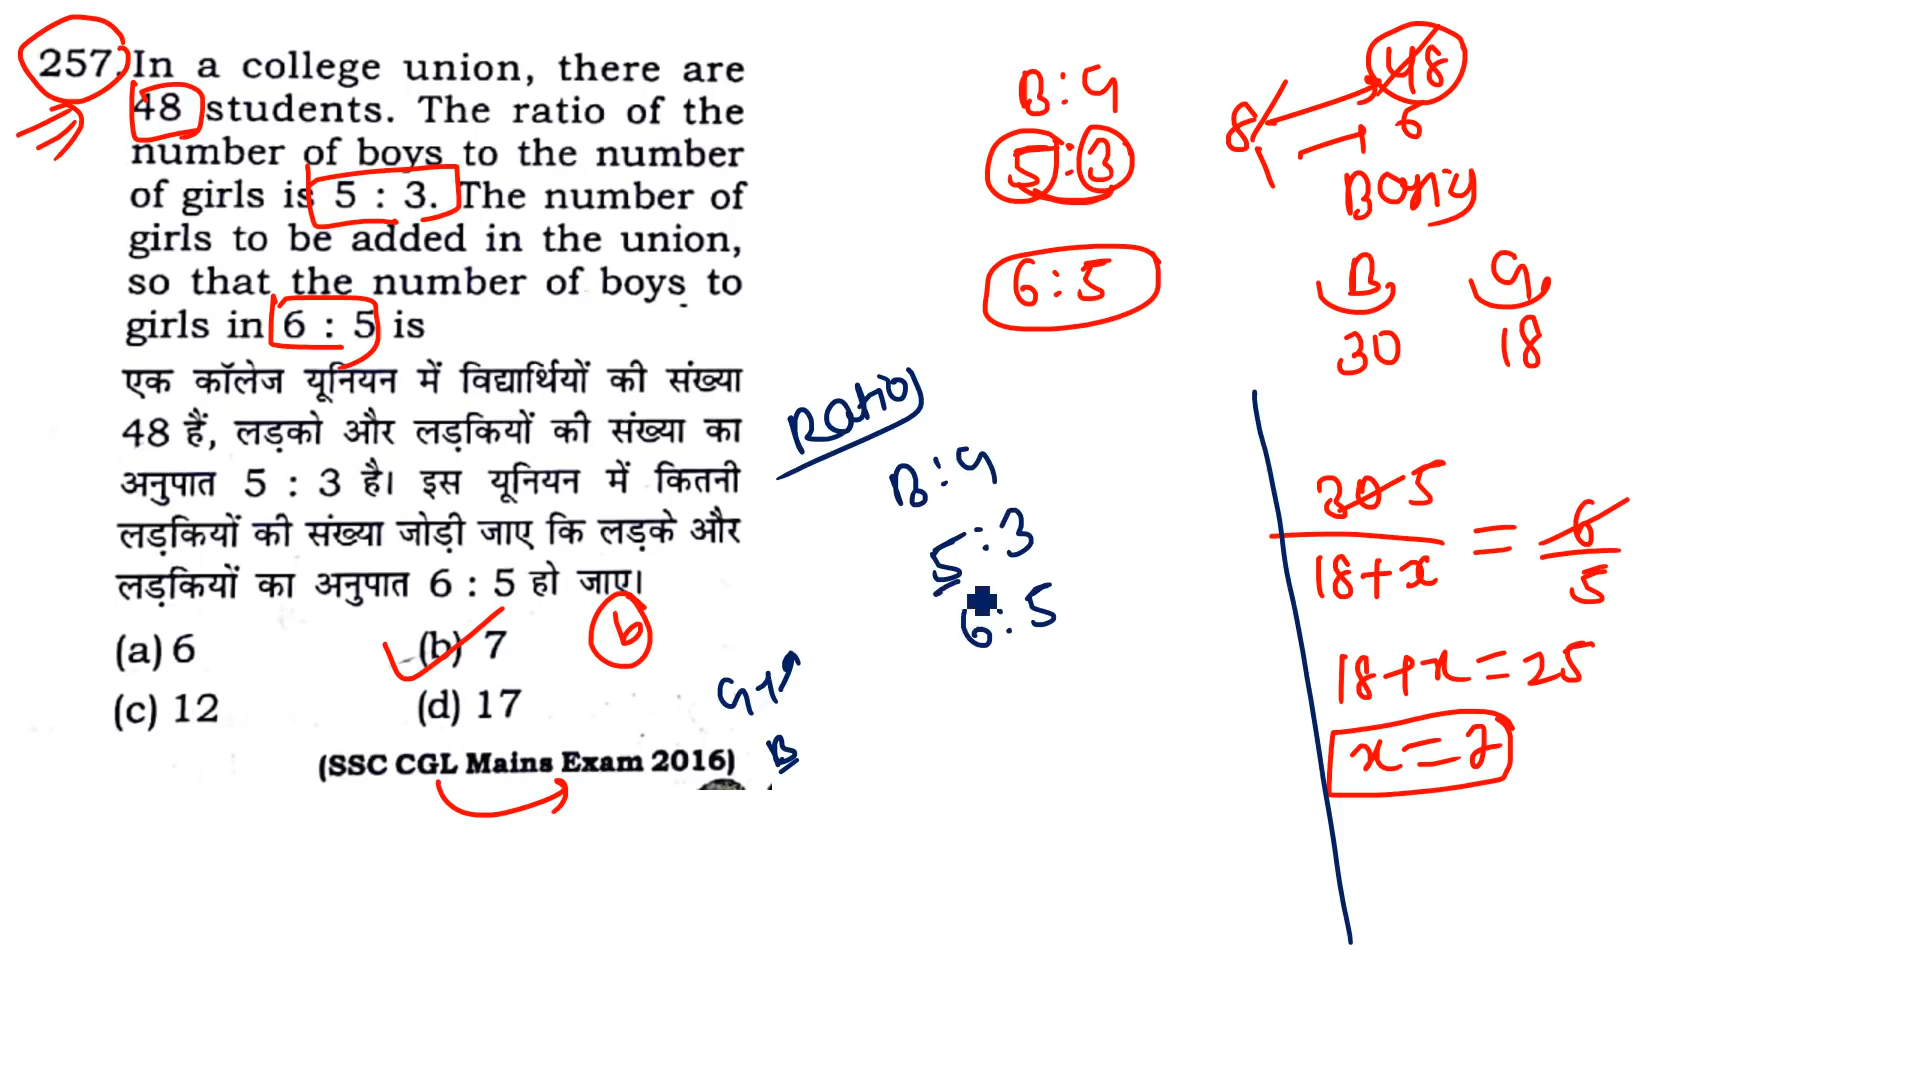 257. In a college union, there are
48 students. The ratio of the
number of boys to the number
of girls is 5 : 3. The number of
girls to be added in the union,
so that the number of boys to
girls in 6 : 5 is
एक कॉलेज यूनियन में विद्यार्थियों की संख्या
48 हैं, लड़को और लड़कियों की संख्या का
अनुपात 5 : 3 है। इस यूनियन में कितनी
लड़कियों की संख्या जोड़ी जाए कि लड़के और
लड़कियों का अनुपात 6 : 5 हो जाए।
(a) 6
(b) 7
b
(c) 12
(d) 17
(SSC CGL Mains Exam 2016)
B : G
5 : 3
6 : 5
8 48
1 6
B G
30 18
Ratio
B : G
5 : 3
6 : 5
G
B
30 5
18+x = 6
5
18+x=25
x=7